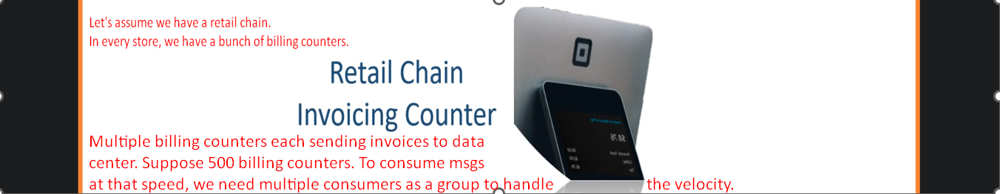 Let's assume we have a retail chain.
In every store, we have a bunch of billing counters.
Retail Chain
Invoicing Counter
Multiple billing counters each sending invoices to data
center. Suppose 500 billing counters. To consume msgs
at that speed, we need multiple consumers as a group to handle the velocity.
$8.76